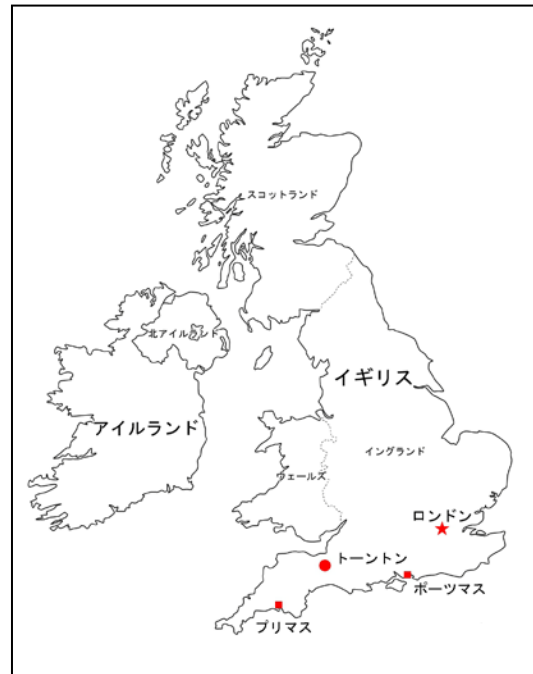 スコットランド
北アイルランド
イギリス
アイルランド
イングランド
ウェールズ
ロンドン
トーントン
ポーツマス
プリマス